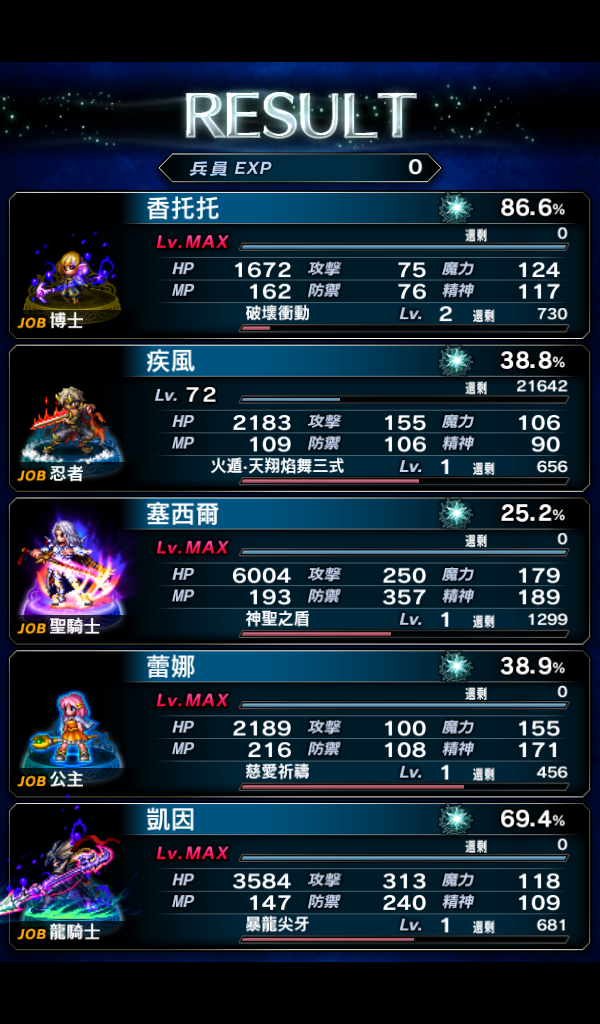 RESULT
兵員 EXP 0
香托托 86.6%
Lv.MAX 還剩 0
HP 1672 攻擊 75 魔力 124
MP 162 防禦 76 精神 117
破壞衝動 Lv. 2 還剩 730
JOB 博士
疾風 38.8%
Lv. 72 還剩 21642
HP 2183 攻擊 155 魔力 106
MP 109 防禦 106 精神 90
火遁·天翔焰舞三式 Lv. 1 還剩 656
JOB 忍者
塞西爾 25.2%
Lv.MAX 還剩 0
HP 6004 攻擊 250 魔力 179
MP 193 防禦 357 精神 189
神聖之盾 Lv. 1 還剩 1299
JOB 聖騎士
蕾娜 38.9%
Lv.MAX 還剩 0
HP 2189 攻擊 100 魔力 155
MP 216 防禦 108 精神 171
慈愛祈禱 Lv. 1 還剩 456
JOB 公主
凱因 69.4%
Lv.MAX 還剩 0
HP 3584 攻擊 313 魔力 118
MP 147 防禦 240 精神 109
暴龍尖牙 Lv. 1 還剩 681
JOB 龍騎士